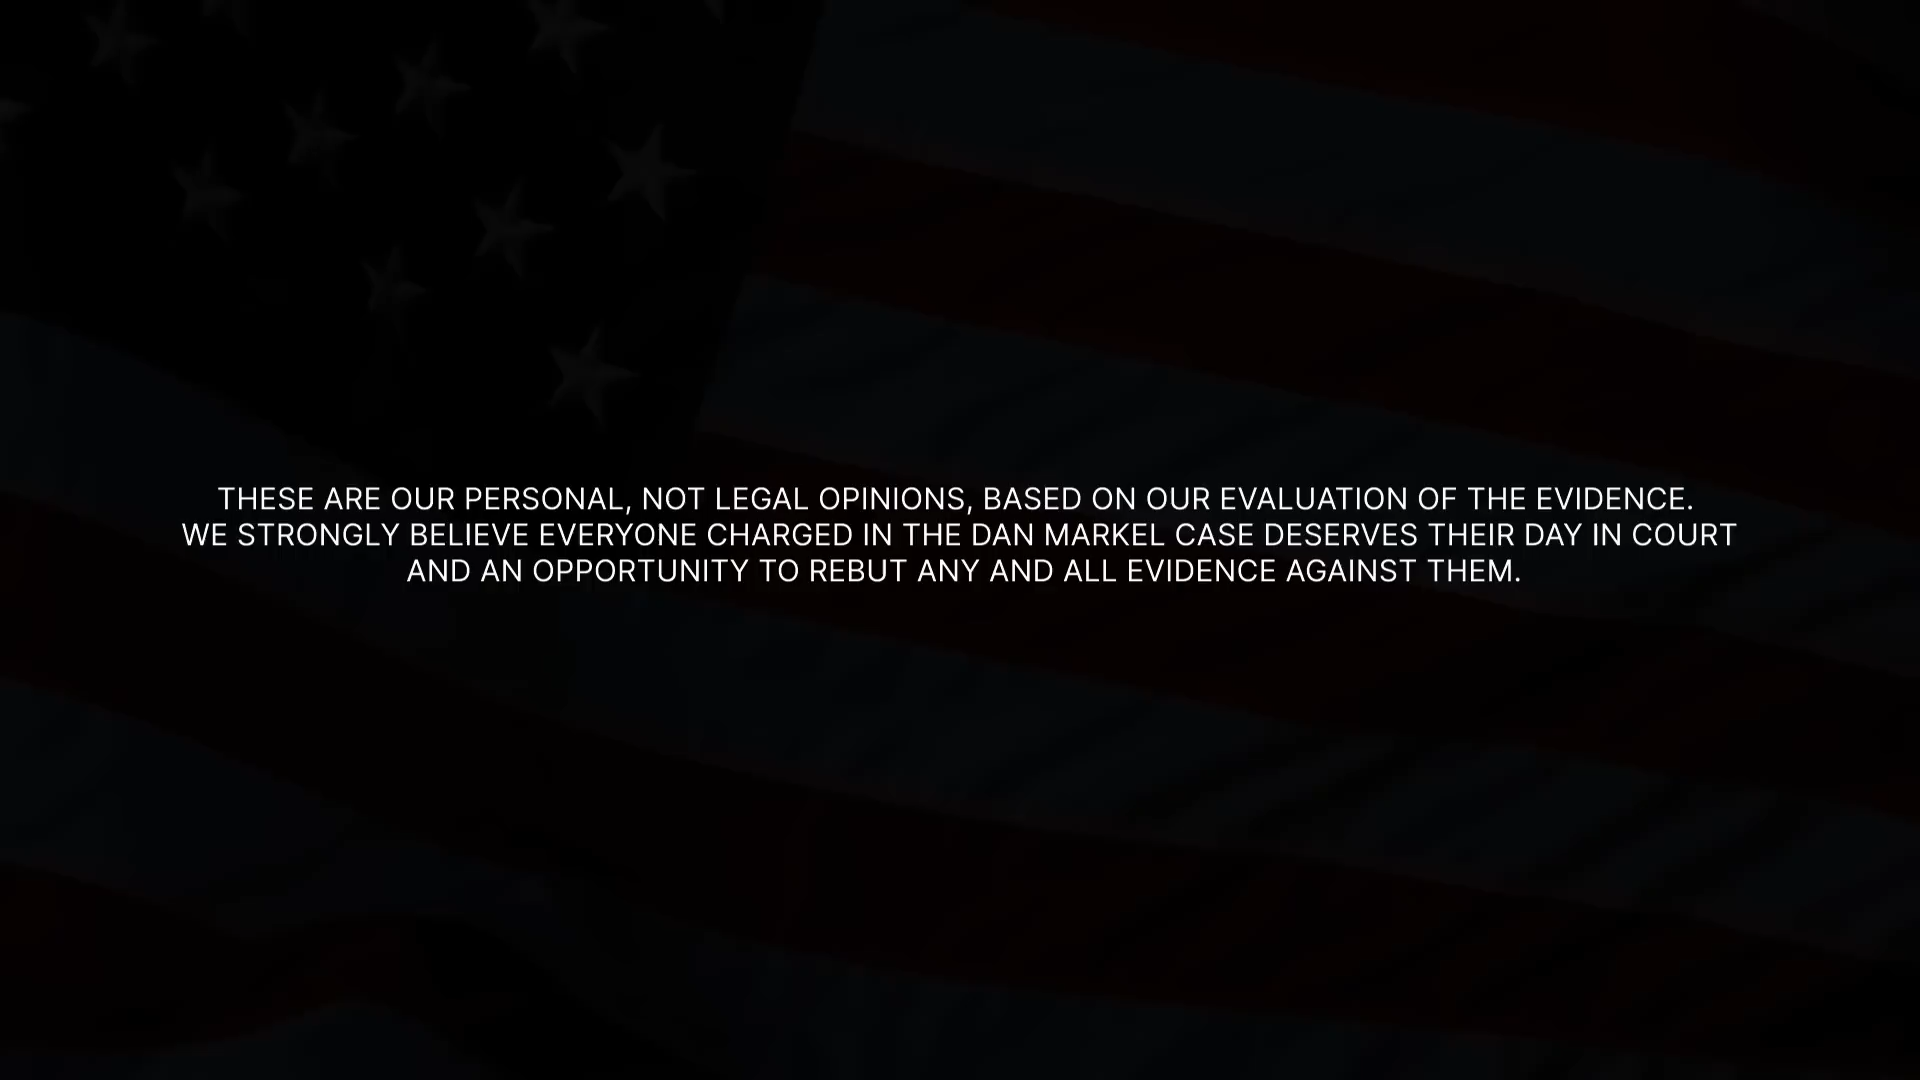 THESE ARE OUR PERSONAL, NOT LEGAL OPINIONS, BASED ON OUR EVALUATION OF THE EVIDENCE.
WE STRONGLY BELIEVE EVERYONE CHARGED IN THE DAN MARKEL CASE DESERVES THEIR DAY IN COURT
AND AN OPPORTUNITY TO REBUT ANY AND ALL EVIDENCE AGAINST THEM.